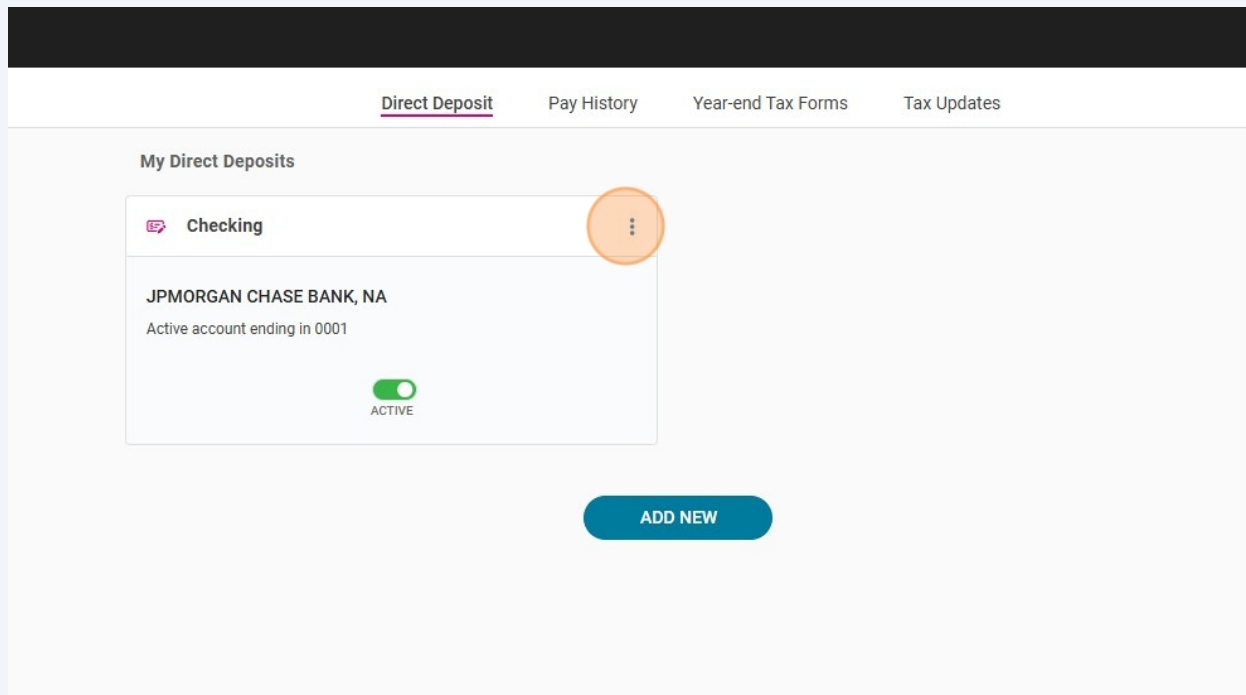 Direct Deposit Pay History Year-end Tax Forms Tax Updates
My Direct Deposits
Checking
JPMORGAN CHASE BANK, NA
Active account ending in 0001
ACTIVE
ADD NEW